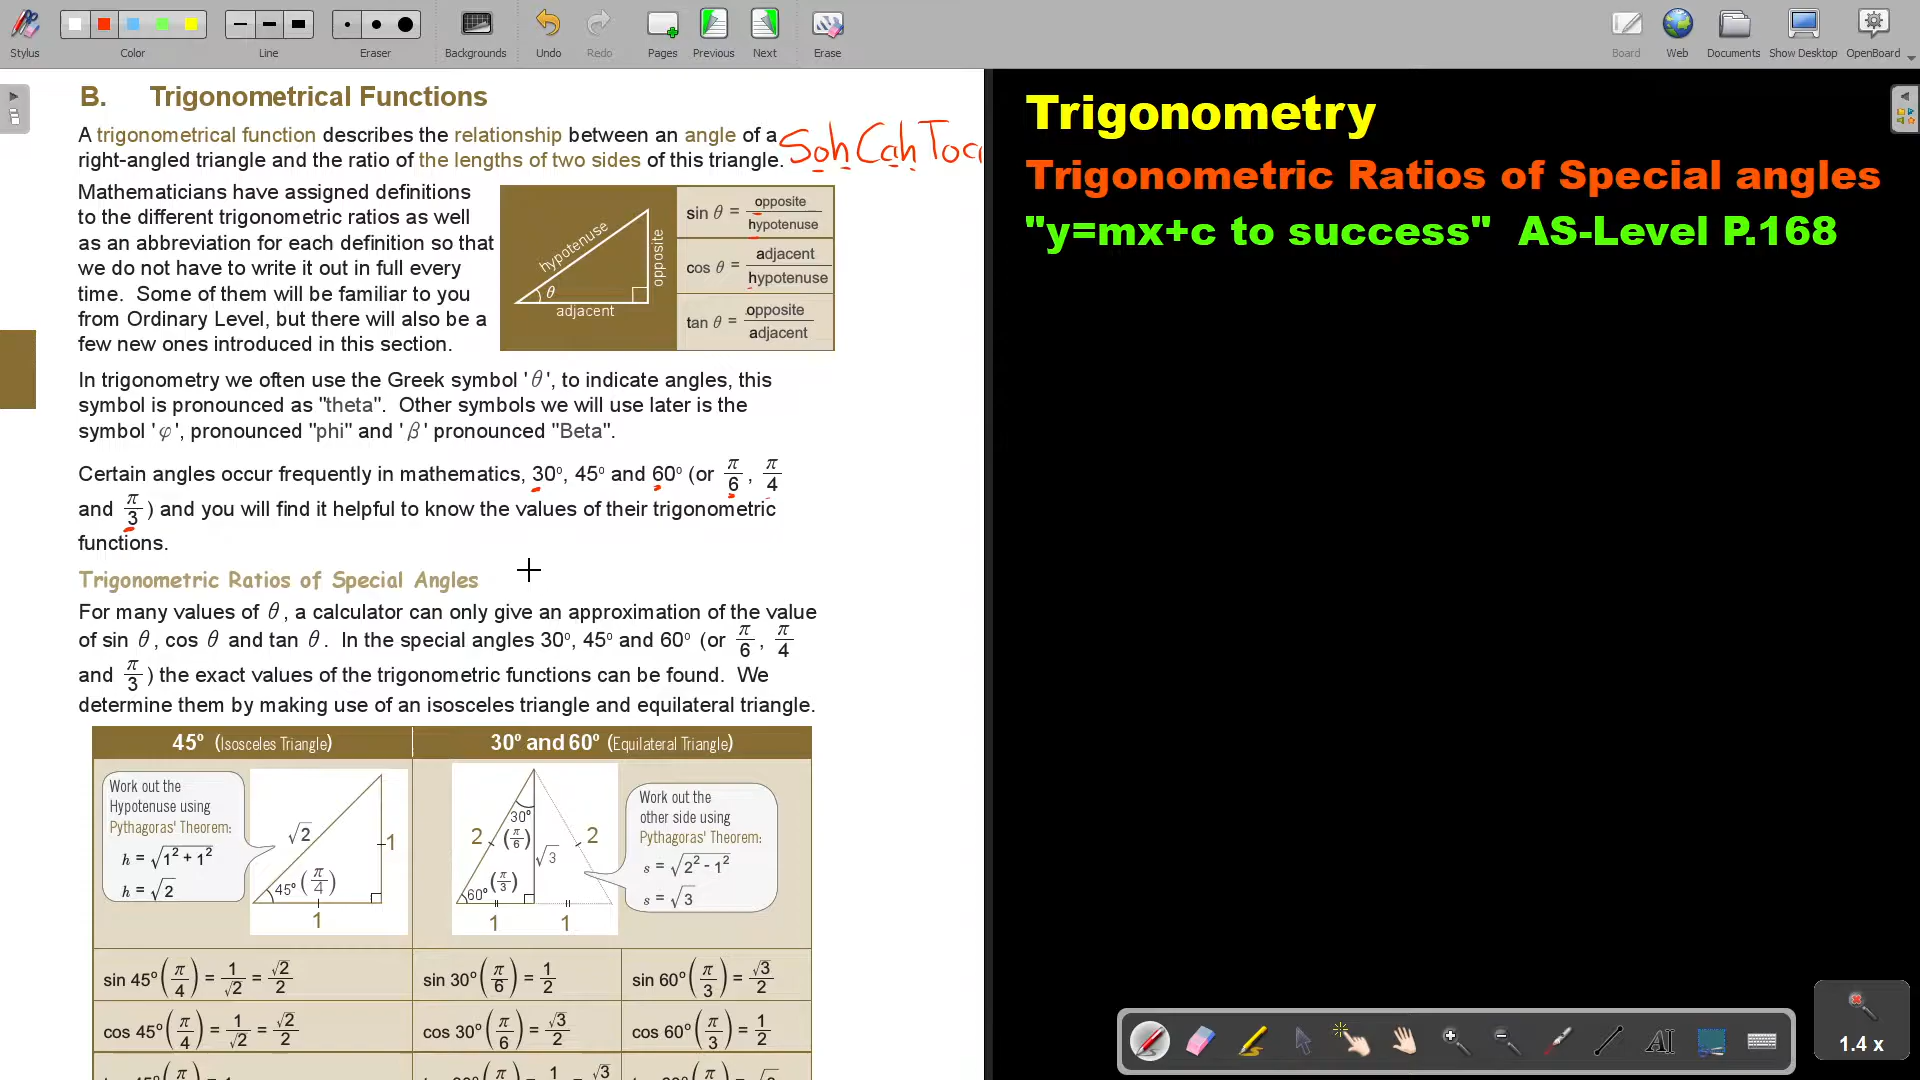 Stylus
Color
Line
Eraser
Backgrounds
Undo
Redo
Pages
Previous
Next
Erase
Board
Web
Documents
Show Desktop
OpenBoard
B. Trigonometrical Functions
A trigonometrical function describes the relationship between an angle of a
right-angled triangle and the ratio of the lengths of two sides of this triangle.
Soh Cah Toa
Mathematicians have assigned definitions
to the different trigonometric ratios as well
as an abbreviation for each definition so that
we do not have to write it out in full every
time. Some of them will be familiar to you
from Ordinary Level, but there will also be a
few new ones introduced in this section.
hypotenuse
opposite
θ
adjacent
sin θ = opposite / hypotenuse
cos θ = adjacent / hypotenuse
tan θ = opposite / adjacent
In trigonometry we often use the Greek symbol 'θ', to indicate angles, this
symbol is pronounced as "theta". Other symbols we will use later is the
symbol 'φ', pronounced "phi" and 'β' pronounced "Beta".
Certain angles occur frequently in mathematics, 30°, 45° and 60° (or π/6, π/4
and π/3) and you will find it helpful to know the values of their trigonometric
functions.
Trigonometric Ratios of Special Angles
For many values of θ, a calculator can only give an approximation of the value
of sin θ, cos θ and tan θ. In the special angles 30°, 45° and 60° (or π/6, π/4
and π/3) the exact values of the trigonometric functions can be found. We
determine them by making use of an isosceles triangle and equilateral triangle.
45° (Isosceles Triangle)
30° and 60° (Equilateral Triangle)
Work out the
Hypotenuse using
Pythagoras' Theorem:
h = √(1² + 1²)
h = √2
√2
1
45° (π/4)
1
30°
(π/6)
2
2
√3
(π/3)
60°
1
1
Work out the
other side using
Pythagoras' Theorem:
s = √(2² - 1²)
s = √3
sin 45° (π/4) = 1/√2 = √2/2
sin 30° (π/6) = 1/2
sin 60° (π/3) = √3/2
cos 45° (π/4) = 1/√2 = √2/2
cos 30° (π/6) = √3/2
cos 60° (π/3) = 1/2
Trigonometry
Trigonometric Ratios of Special angles
"y=mx+c to success" AS-Level P.168
1.4 x